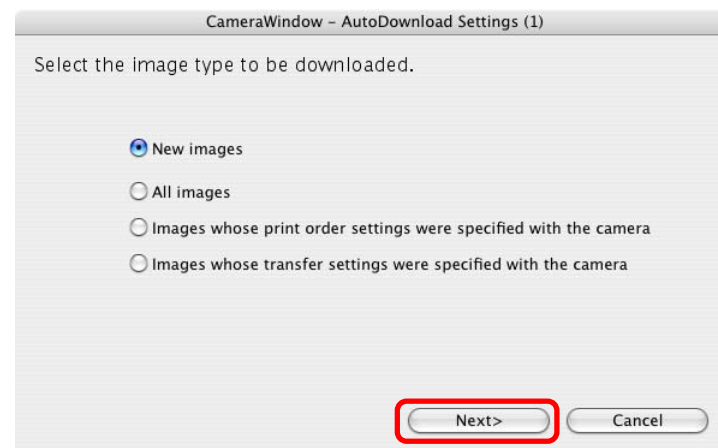 CameraWindow – AutoDownload Settings (1)
Select the image type to be downloaded.
New images
All images
Images whose print order settings were specified with the camera
Images whose transfer settings were specified with the camera
Next>
Cancel